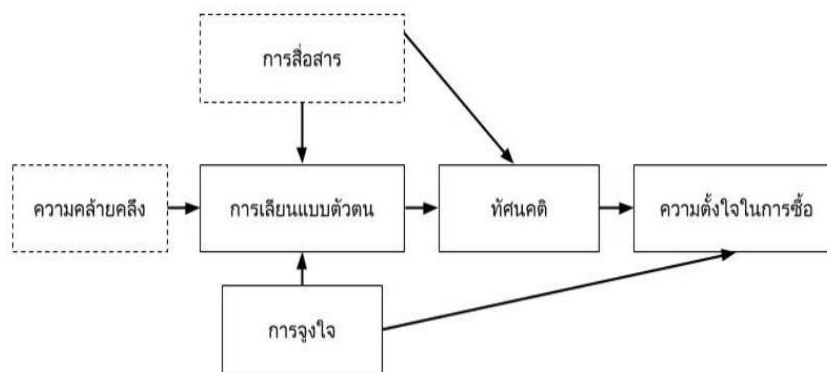 การสื่อสาร
ความคล้ายคลึง
การเลียนแบบตัวตน
ทัศนคติ
ความตั้งใจในการซื้อ
การจูงใจ